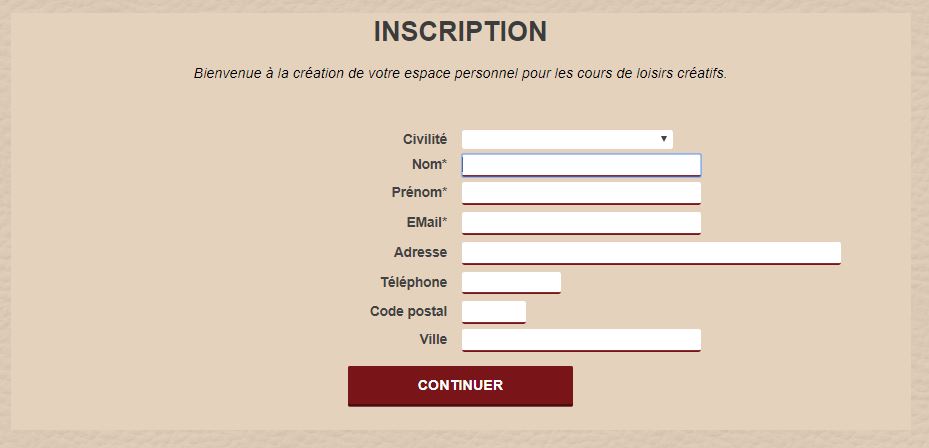 INSCRIPTION
Bienvenue à la création de votre espace personnel pour les cours de loisirs créatifs.
Civilité
Nom*
Prénom*
EMail*
Adresse
Téléphone
Code postal
Ville
CONTINUER